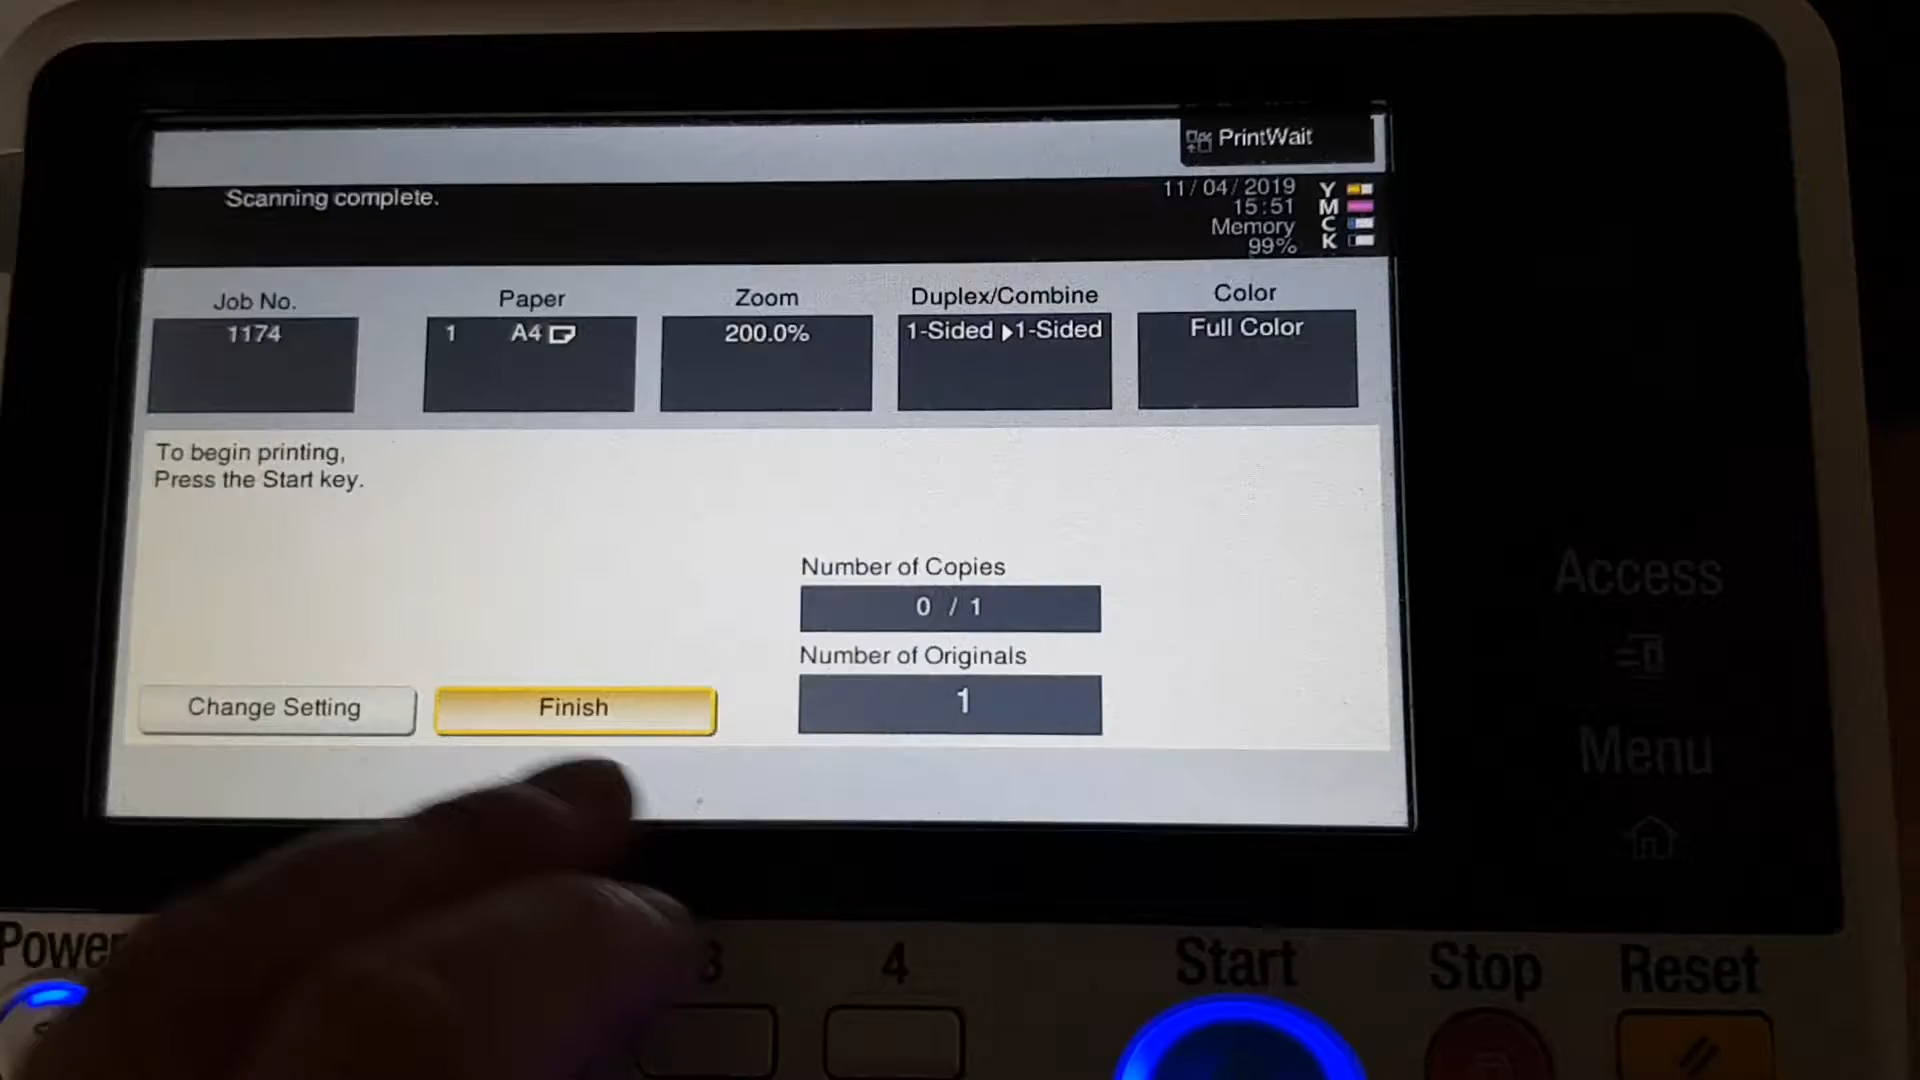 PrintWait
Scanning complete.
11/04/2019
15:51
Memory
99%
Y
M
C
K
Job No.
1174
Paper
1 A4
Zoom
200.0%
Duplex/Combine
1-Sided ▶1-Sided
Color
Full Color
To begin printing,
Press the Start key.
Number of Copies
0 / 1
Number of Originals
1
Change Setting
Finish
Access
Menu
Power
3
4
Start
Stop
Reset